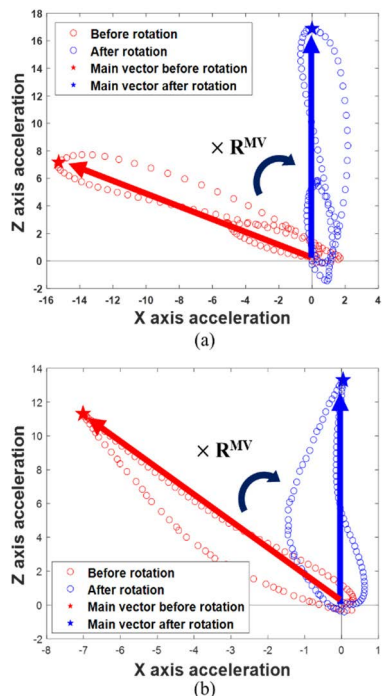 18
16
14
12
10
8
6
4
2
0
-2
Z axis acceleration
Before rotation
After rotation
Main vector before rotation
Main vector after rotation
× R^MV
-16 -14 -12 -10 -8 -6 -4 -2 0 2 4
X axis acceleration
(a)
14
12
10
8
6
4
2
0
-2
Z axis acceleration
× R^MV
Before rotation
After rotation
Main vector before rotation
Main vector after rotation
-8 -7 -6 -5 -4 -3 -2 -1 0 1
X axis acceleration
(b)